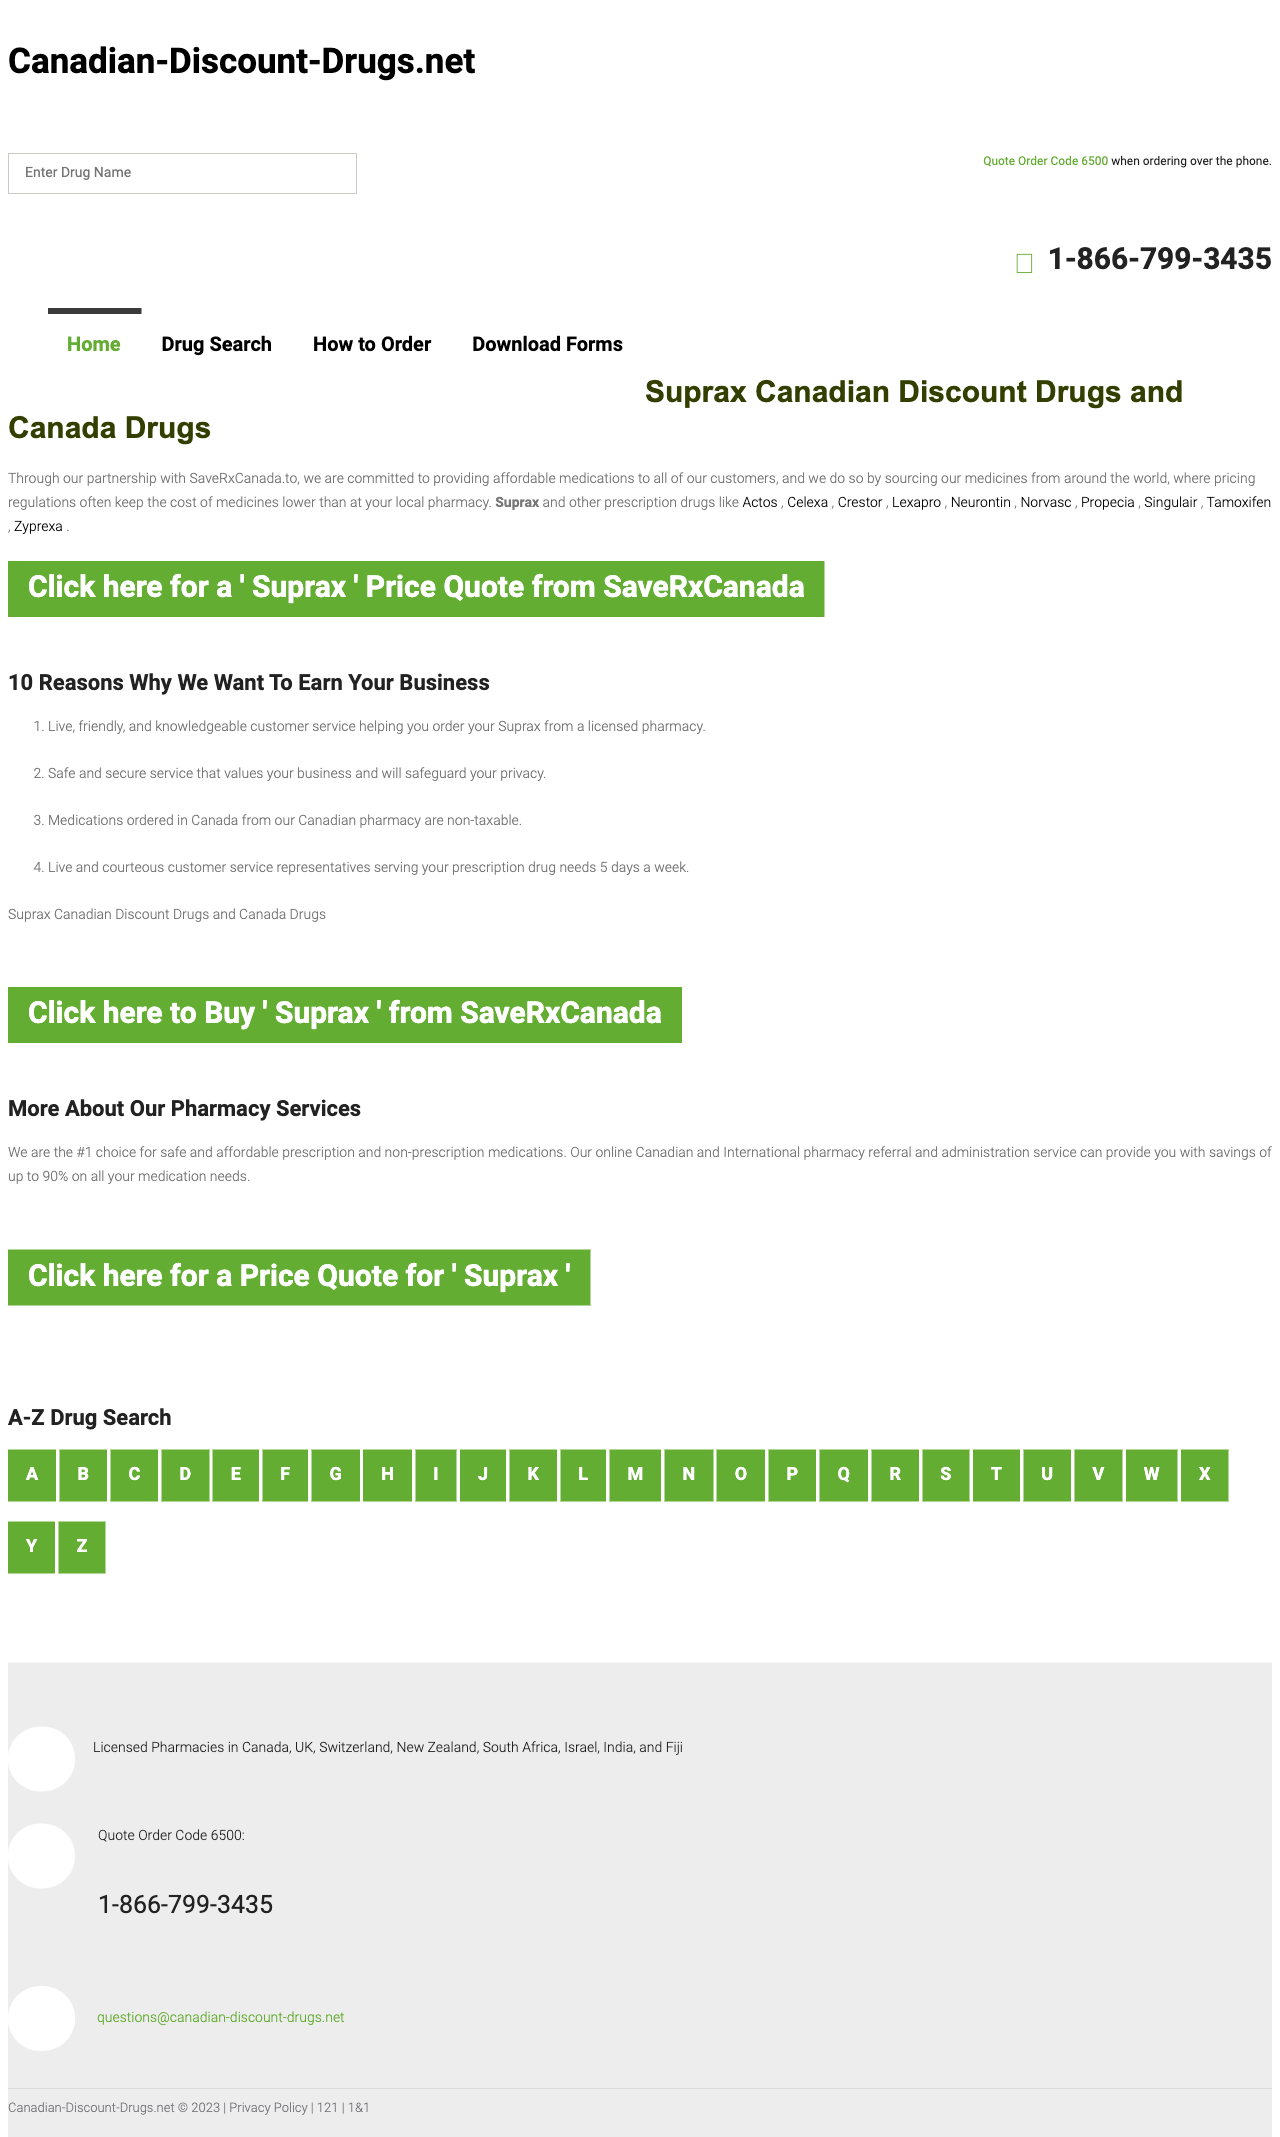 Canadian-Discount-Drugs.net
Enter Drug Name
Quote Order Code 6500 when ordering over the phone.
1-866-799-3435
Home Drug Search How to Order Download Forms
Suprax Canadian Discount Drugs and
Canada Drugs
Through our partnership with SaveRxCanada.to, we are committed to providing affordable medications to all of our customers, and we do so by sourcing our medicines from around the world, where pricing
regulations often keep the cost of medicines lower than at your local pharmacy. Suprax and other prescription drugs like Actos , Celexa , Crestor , Lexapro , Neurontin , Norvasc , Propecia , Singulair , Tamoxifen
, Zyprexa .
Click here for a ' Suprax ' Price Quote from SaveRxCanada
10 Reasons Why We Want To Earn Your Business
1. Live, friendly, and knowledgeable customer service helping you order your Suprax from a licensed pharmacy.
2. Safe and secure service that values your business and will safeguard your privacy.
3. Medications ordered in Canada from our Canadian pharmacy are non-taxable.
4. Live and courteous customer service representatives serving your prescription drug needs 5 days a week.
Suprax Canadian Discount Drugs and Canada Drugs
Click here to Buy ' Suprax ' from SaveRxCanada
More About Our Pharmacy Services
We are the #1 choice for safe and affordable prescription and non-prescription medications. Our online Canadian and International pharmacy referral and administration service can provide you with savings of
up to 90% on all your medication needs.
Click here for a Price Quote for ' Suprax '
A-Z Drug Search
A B C D E F G H I J K L M N O P Q R S T U V W X
Y Z
Licensed Pharmacies in Canada, UK, Switzerland, New Zealand, South Africa, Israel, India, and Fiji
Quote Order Code 6500:
1-866-799-3435
questions@canadian-discount-drugs.net
Canadian-Discount-Drugs.net © 2023 | Privacy Policy | 121 | 1&1